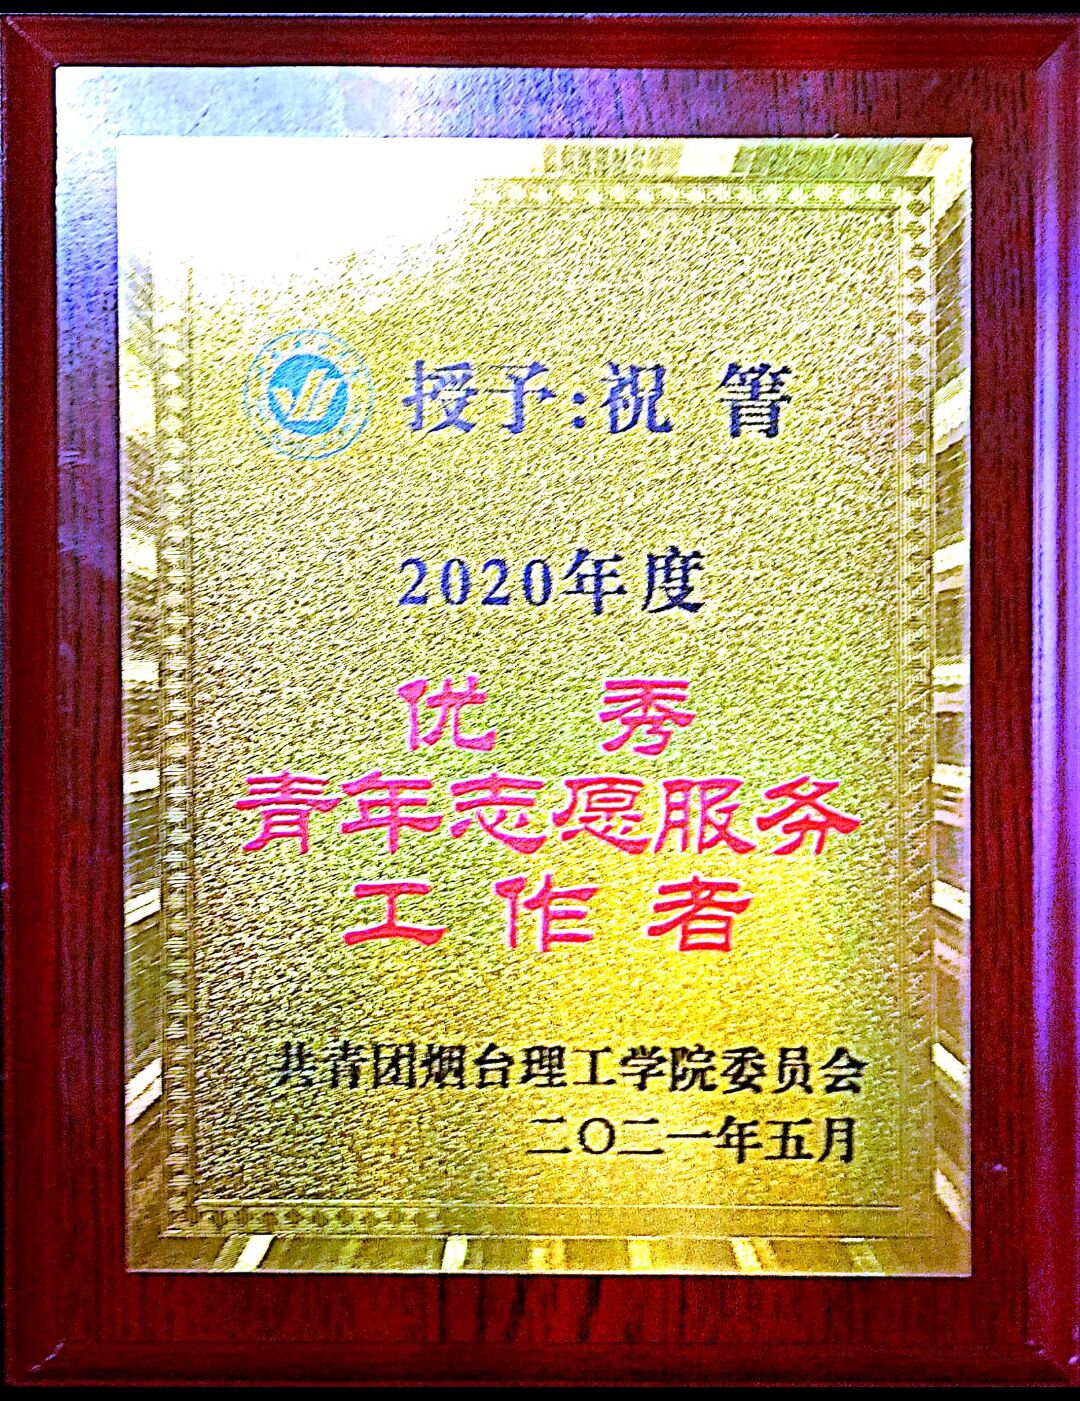 授予:祝 箐
2020年度
优 秀
青年志愿服务
工作者
共青团烟台理工学院委员会
二〇二一年五月